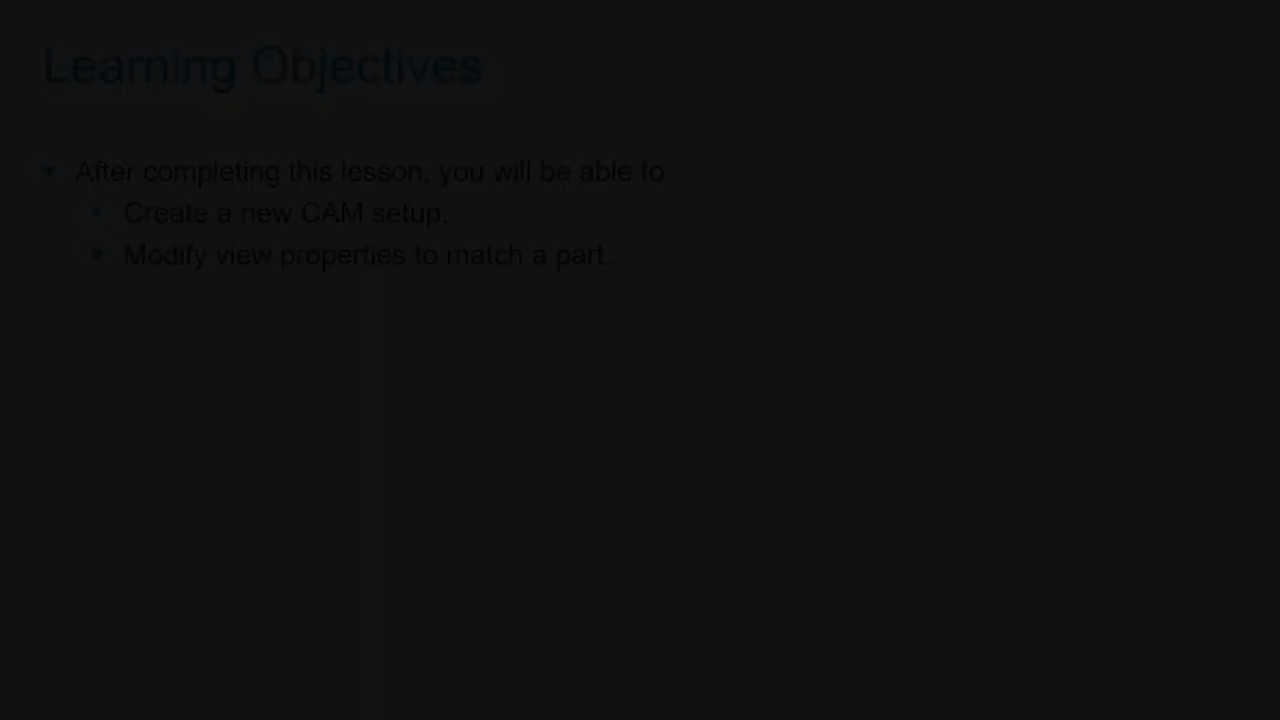 Learning Objectives
After completing this lesson, you will be able to:
Create a new CAM setup.
Modify view properties to match a part.